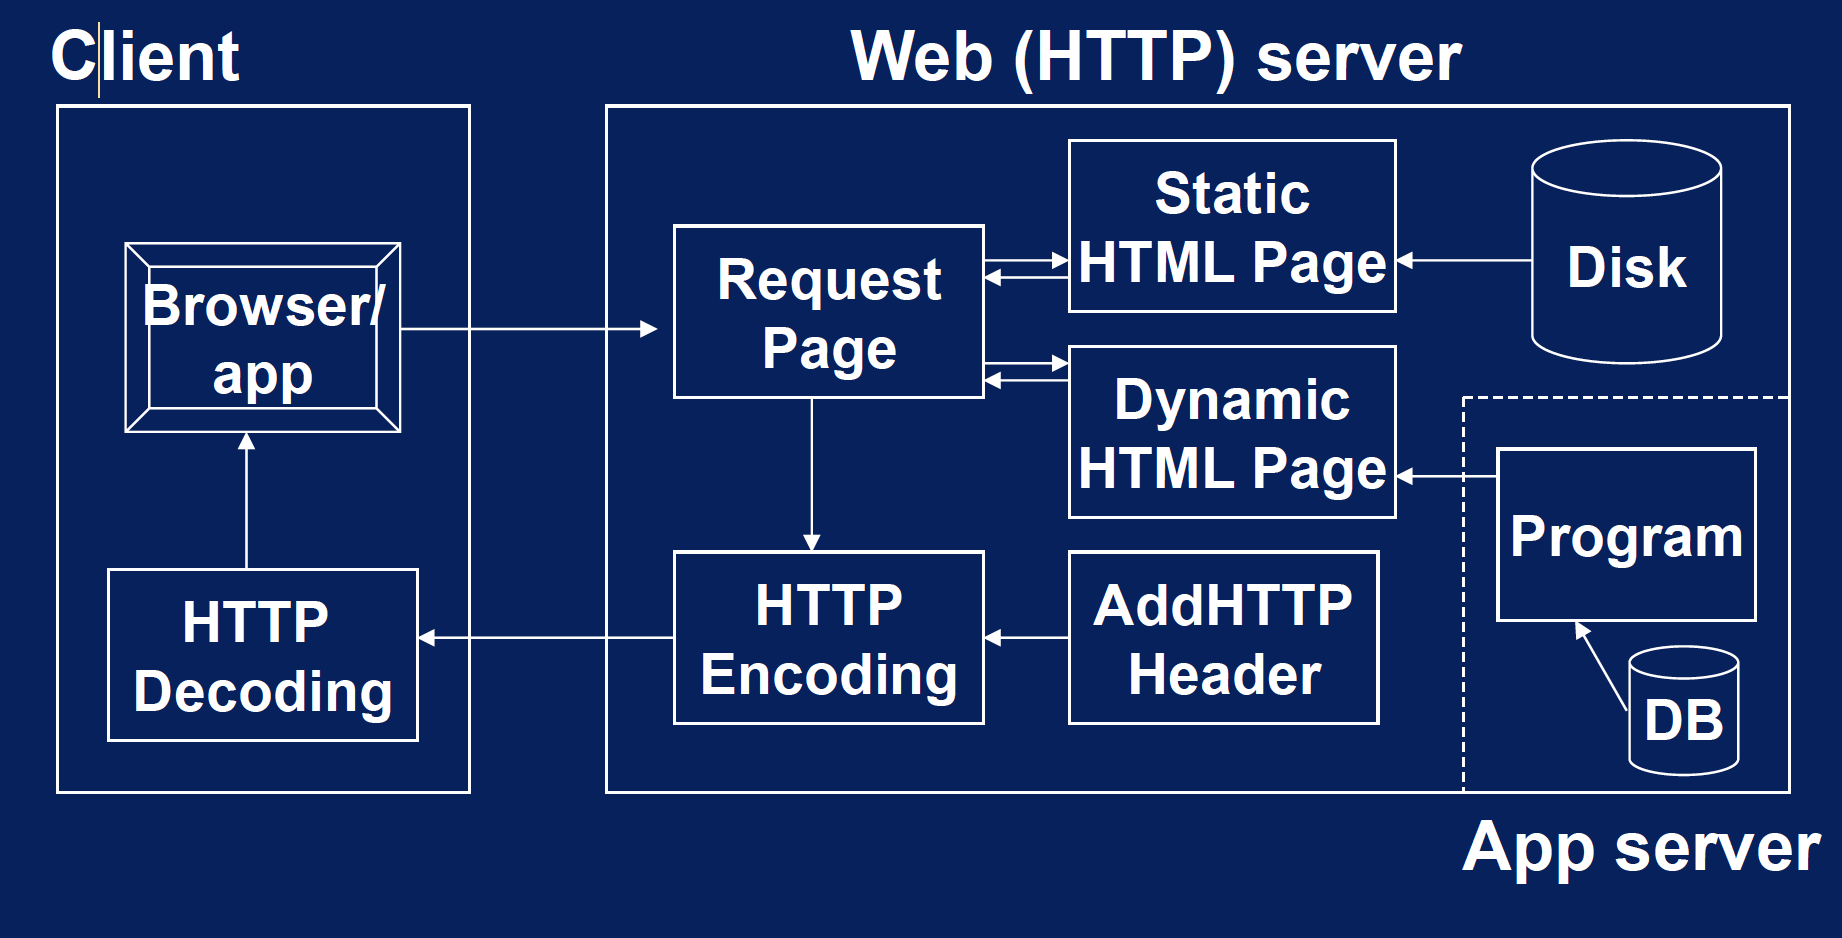 Client
Web (HTTP) server
Browser/
app
HTTP
Decoding
Request
Page
Static
HTML Page
Disk
Dynamic
HTML Page
Program
HTTP
Encoding
AddHTTP
Header
DB
App server